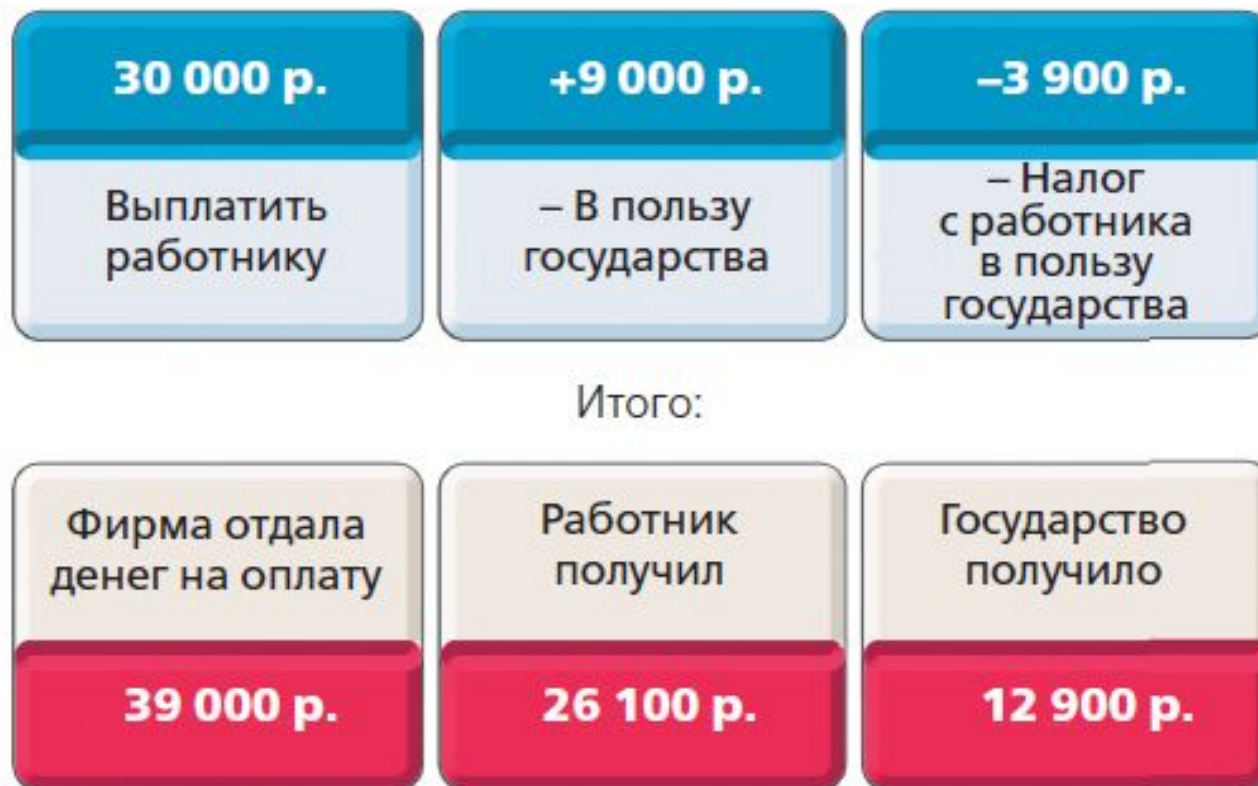 30 000 р.
Выплатить
работнику
+9 000 р.
– В пользу
государства
–3 900 р.
– Налог
с работника
в пользу
государства
Итого:
Фирма отдала
денег на оплату
39 000 р.
Работник
получил
26 100 р.
Государство
получило
12 900 р.